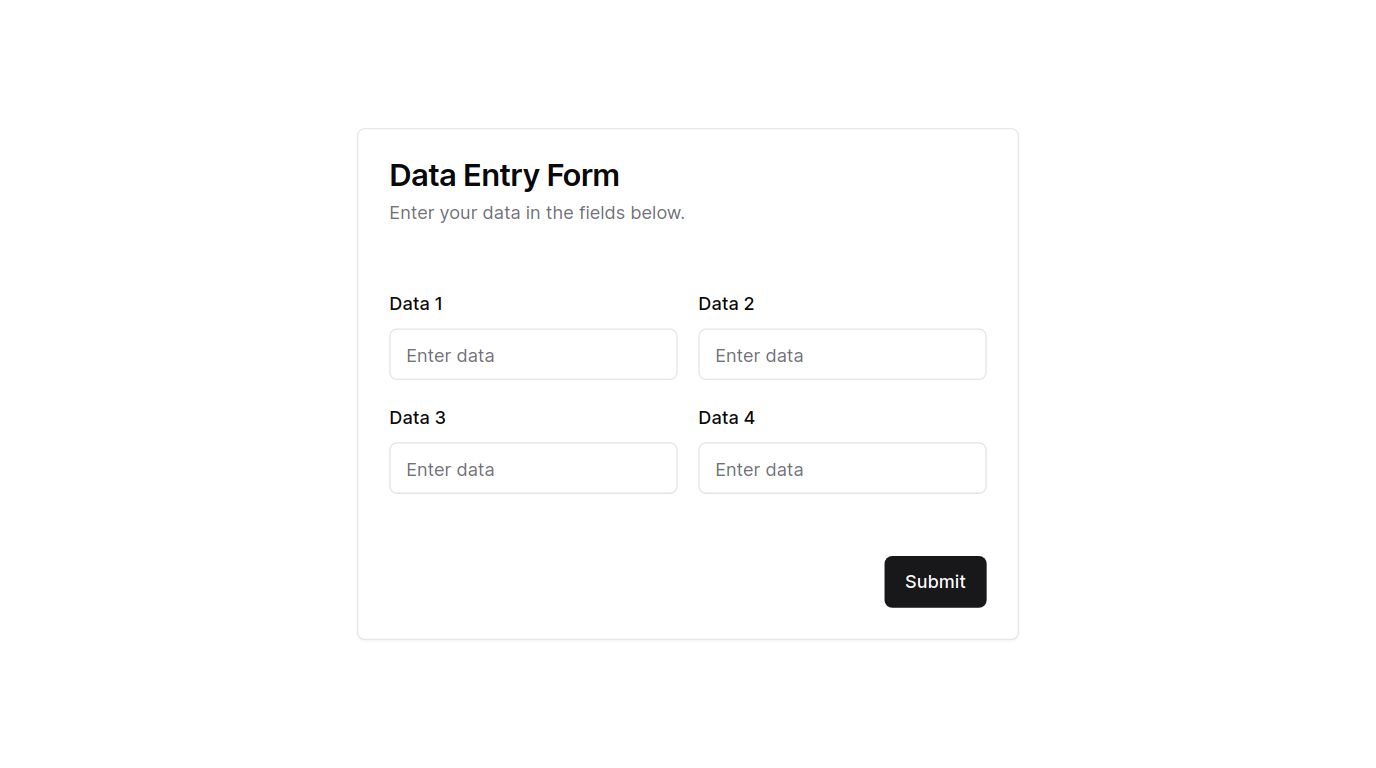 Data Entry Form
Enter your data in the fields below.
Data 1
Data 2
Enter data
Enter data
Data 3
Data 4
Enter data
Enter data
Submit